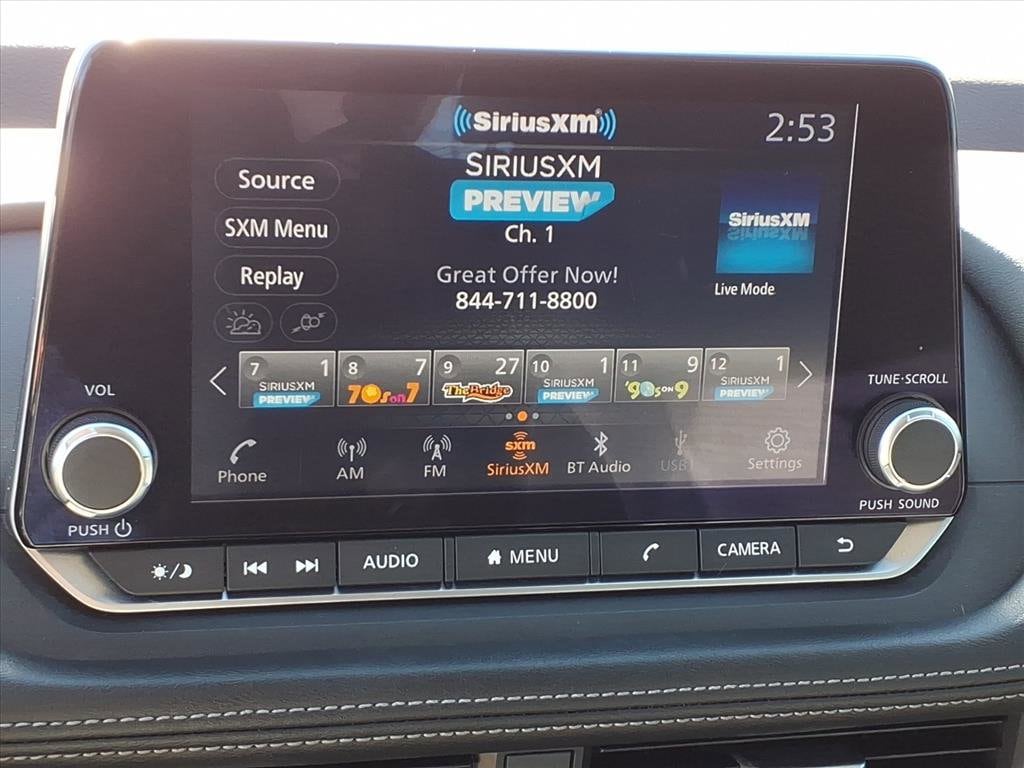 SiriusXM
2:53
SIRIUSXM
PREVIEW
Ch. 1
Source
SXM Menu
Replay
Great Offer Now!
844-711-8800
SiriusXM
Live Mode
7 1
SIRIUSXM
PREVIEW
8 7
70s on 7
9 27
The Bridge
10 1
SIRIUSXM
PREVIEW
11 9
'90s ON 9
12 1
SIRIUSXM
PREVIEW
Phone
AM
FM
sxm
SiriusXM
BT Audio
USB
Settings
VOL
PUSH
TUNE·SCROLL
PUSH SOUND
AUDIO
MENU
CAMERA